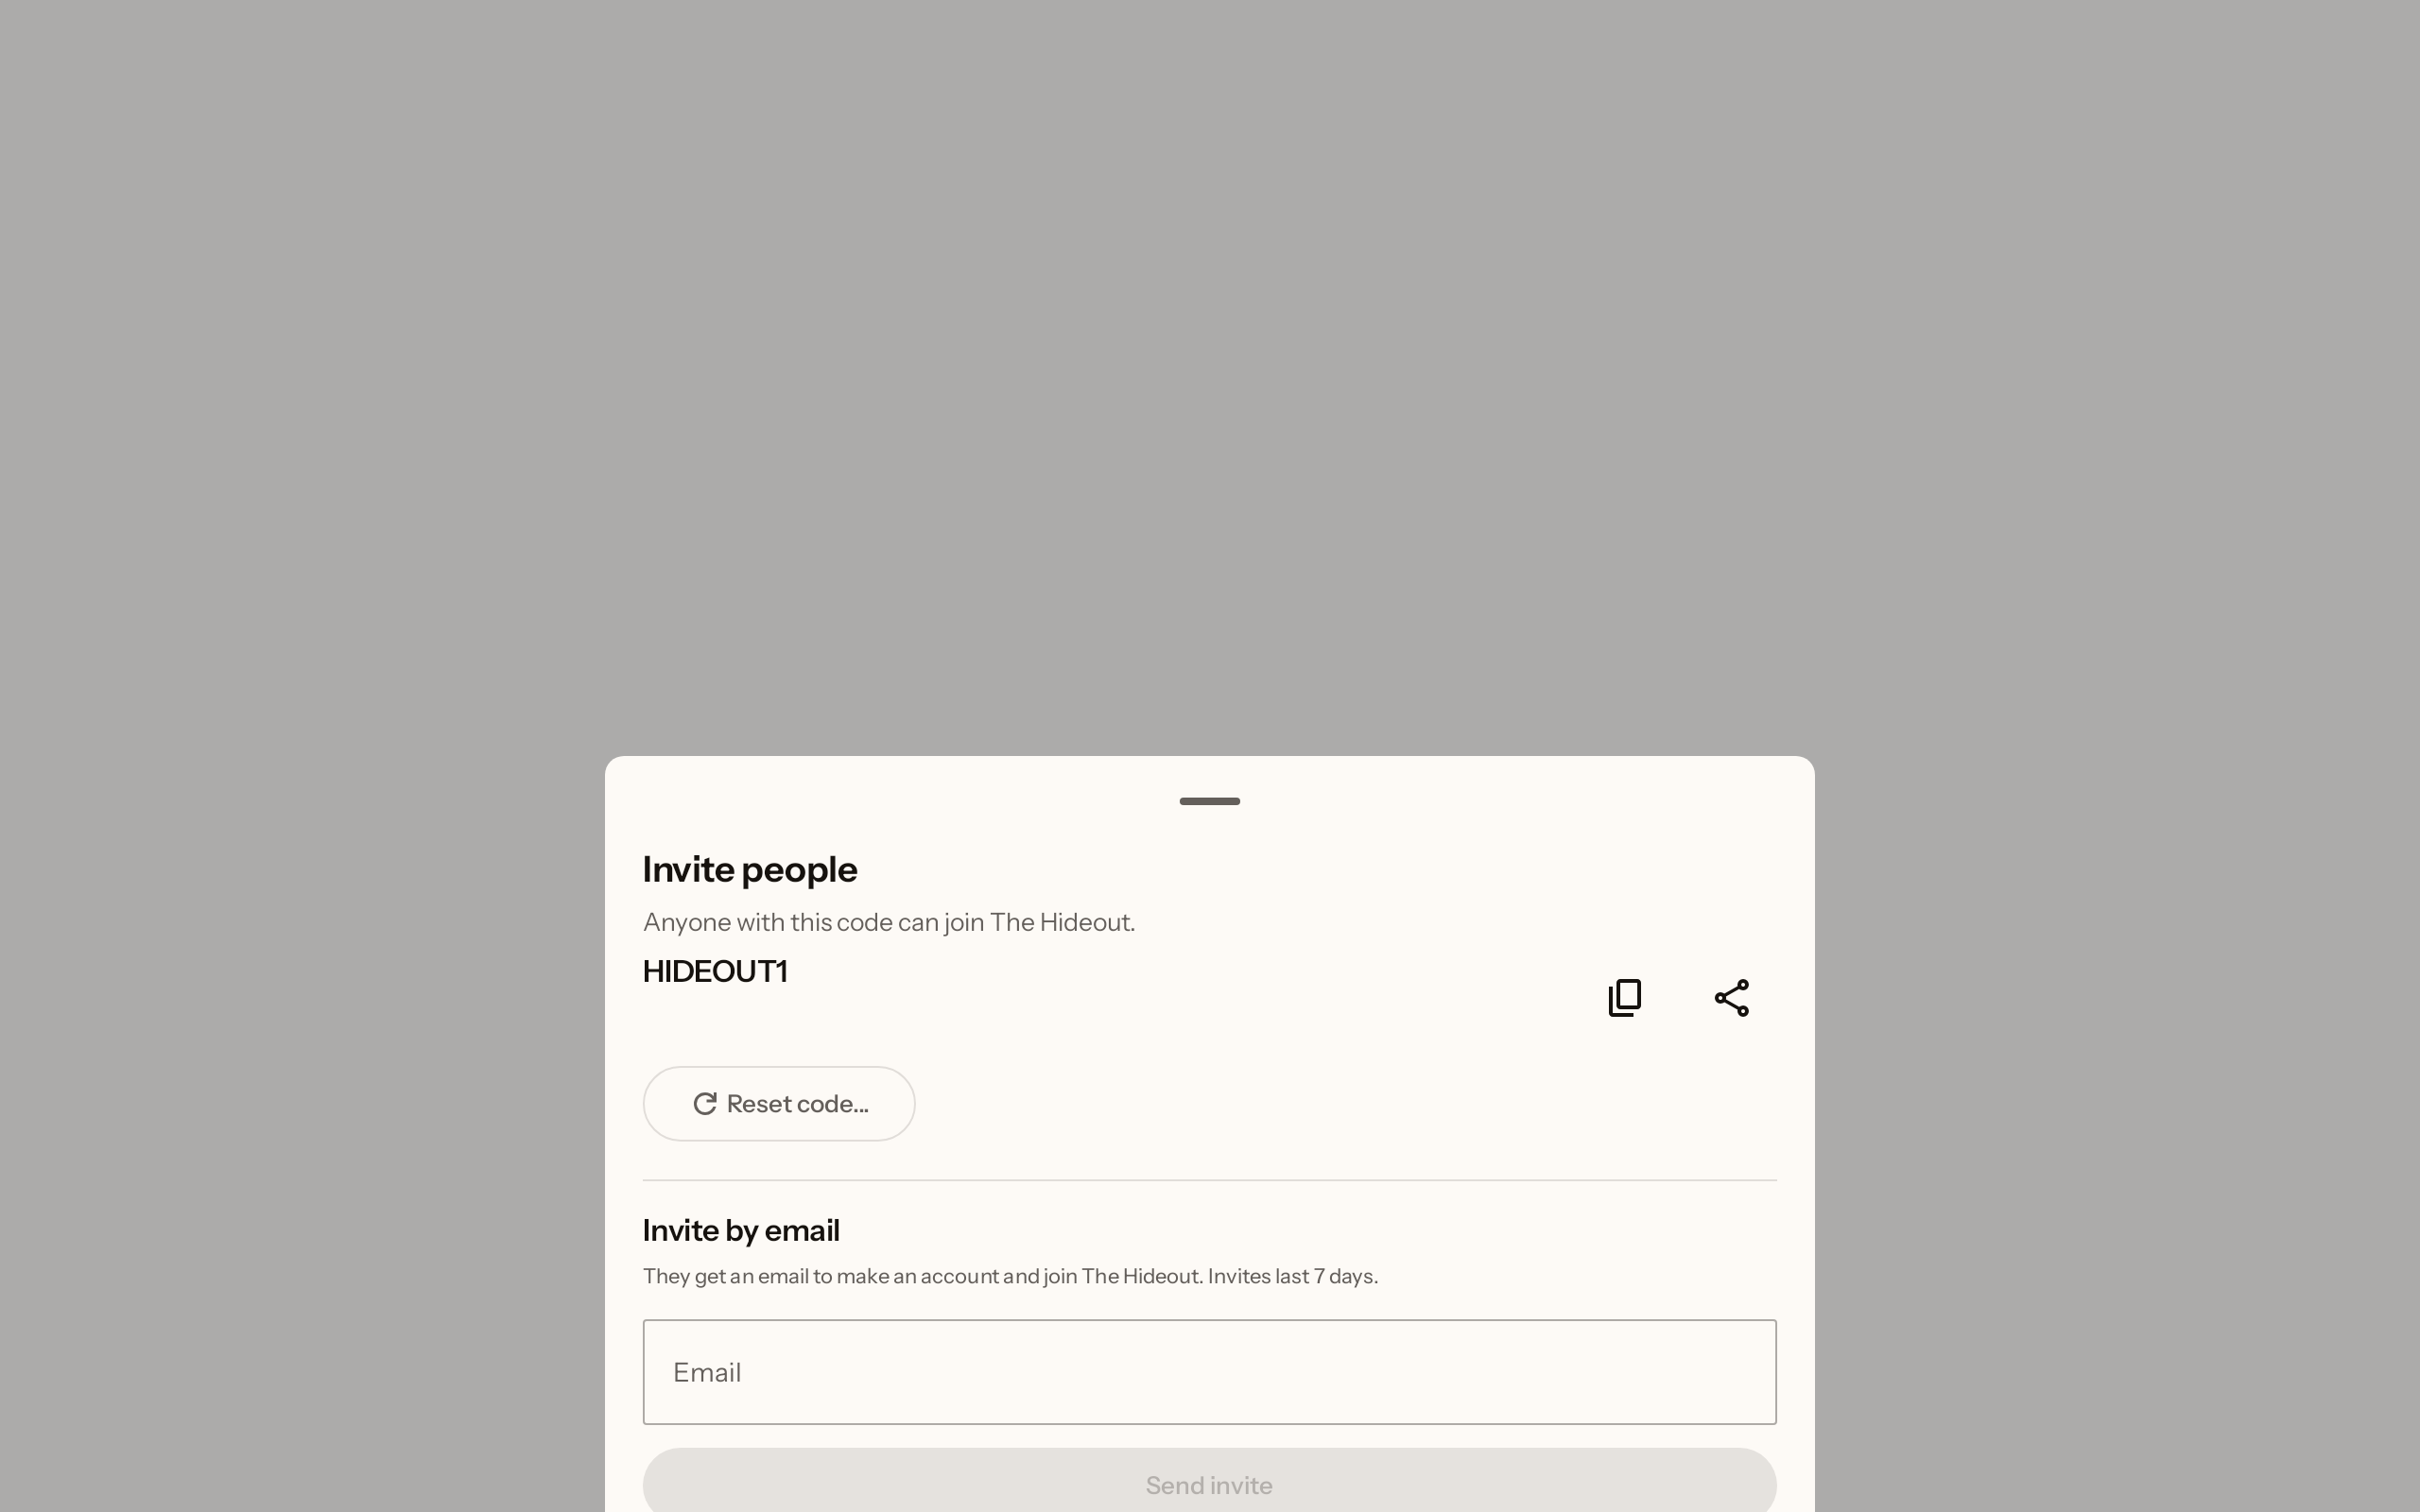 Invite people
Anyone with this code can join The Hideout.
HIDEOUT1
Reset code...
Invite by email
They get an email to make an account and join The Hideout. Invites last 7 days.
Email
Send invite